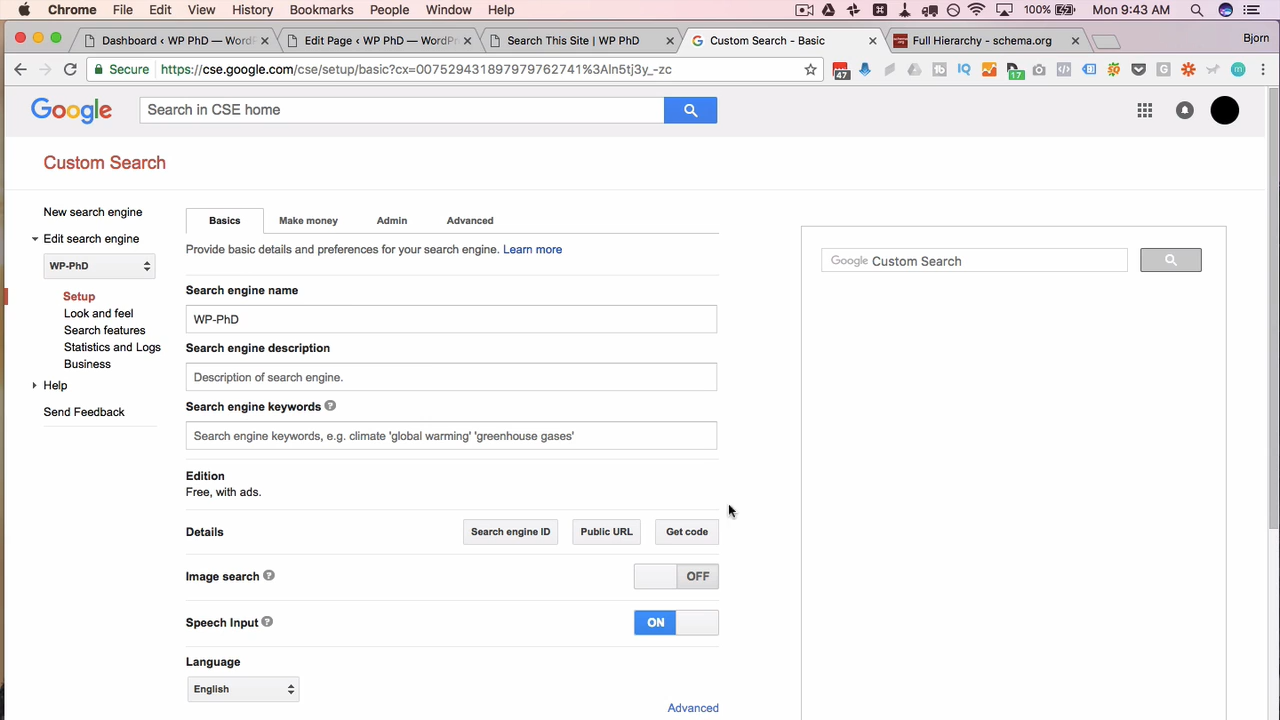 Chrome File Edit View History Bookmarks People Window Help 100% Mon 9:43 AM
Dashboard ‹ WP PhD — WordP Edit Page ‹ WP PhD — WordPr Search This Site | WP PhD Custom Search - Basic Full Hierarchy - schema.org Bjorn
Secure https://cse.google.com/cse/setup/basic?cx=007529431897979762741%3Aln5tj3y_-zc 47 17
Google Search in CSE home
Custom Search
New search engine
Edit search engine
WP-PhD
Setup
Look and feel
Search features
Statistics and Logs
Business
Help
Send Feedback
Basics Make money Admin Advanced
Provide basic details and preferences for your search engine. Learn more
Search engine name
WP-PhD
Search engine description
Description of search engine.
Search engine keywords ?
Search engine keywords, e.g. climate 'global warming' 'greenhouse gases'
Edition
Free, with ads.
Details Search engine ID Public URL Get code
Image search ? OFF
Speech Input ? ON
Language
English
Advanced
Google Custom Search